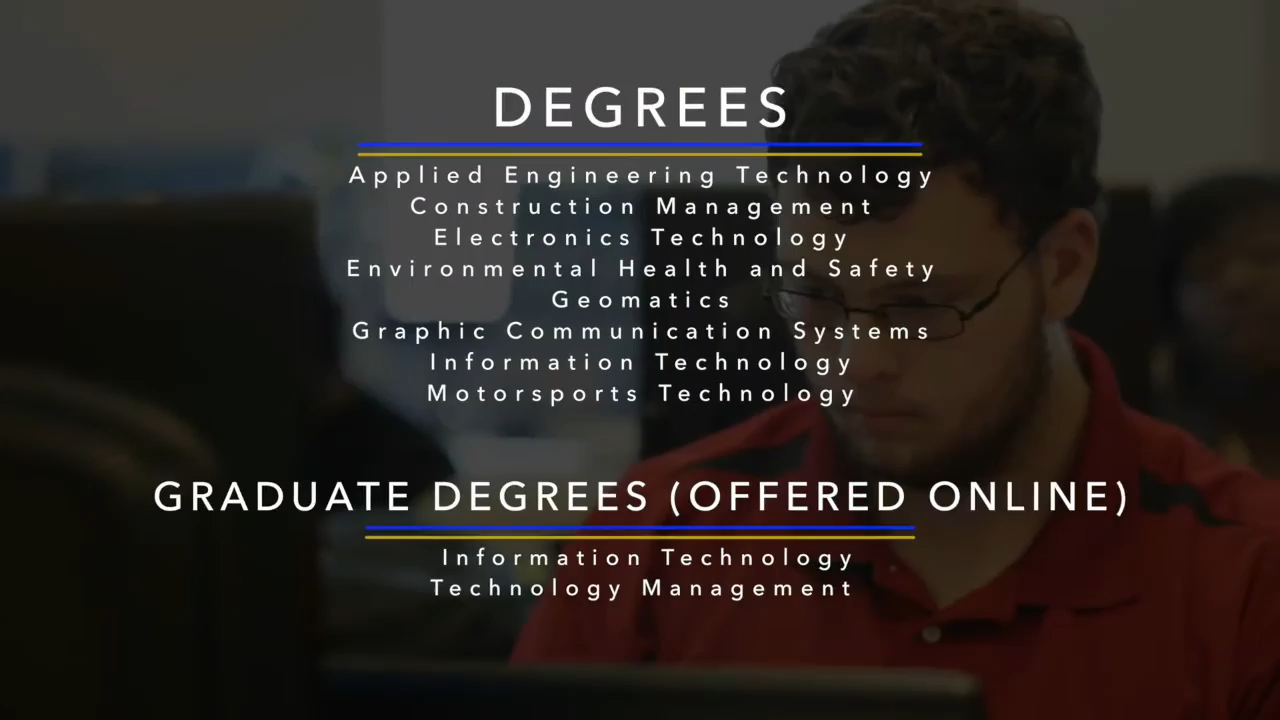 DEGREES
Applied Engineering Technology
Construction Management
Electronics Technology
Environmental Health and Safety
Geomatics
Graphic Communication Systems
Information Technology
Motorsports Technology
GRADUATE DEGREES (OFFERED ONLINE)
Information Technology
Technology Management